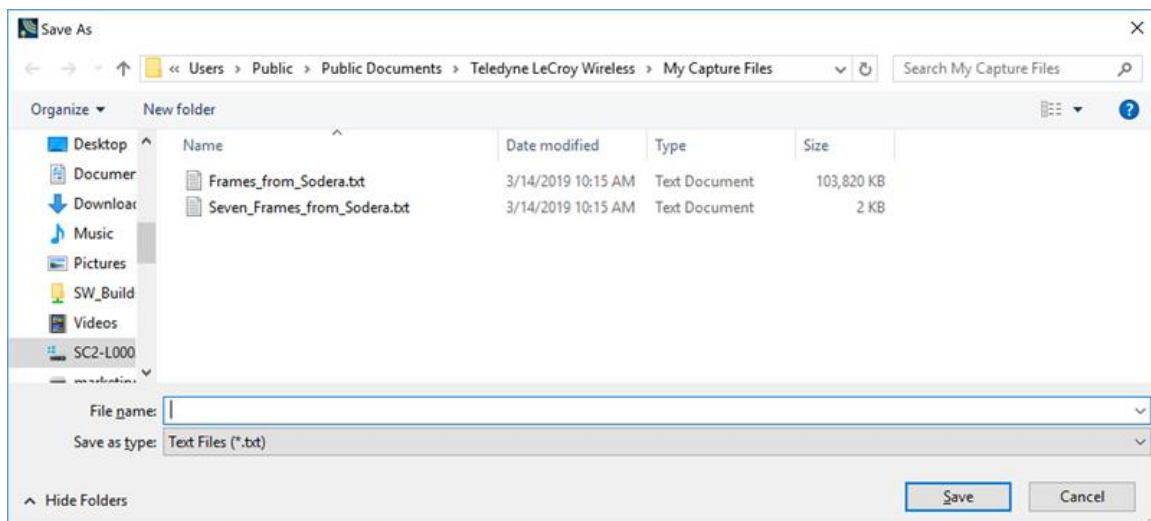 Save As
« Users › Public › Public Documents › Teledyne LeCroy Wireless › My Capture Files
Search My Capture Files
Organize
New folder
Name Date modified Type Size
Frames_from_Sodera.txt 3/14/2019 10:15 AM Text Document 103,820 KB
Seven_Frames_from_Sodera.txt 3/14/2019 10:15 AM Text Document 2 KB
Desktop
Documer
Downloac
Music
Pictures
SW_Build
Videos
SC2-L000
File name:
Save as type: Text Files (*.txt)
Hide Folders
Save Cancel